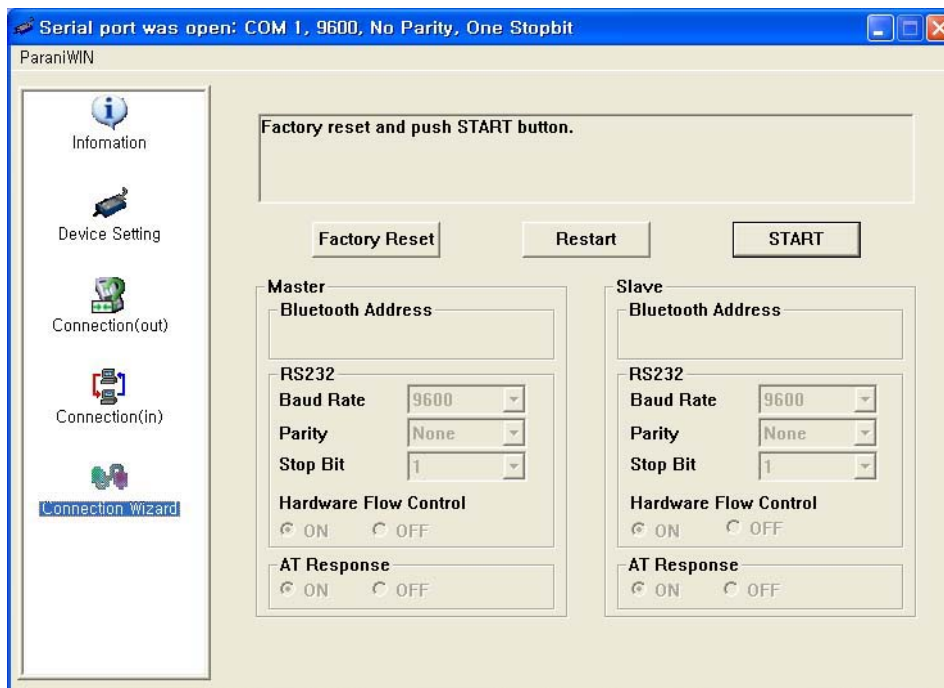 Serial port was open: COM 1, 9600, No Parity, One Stopbit
ParaniWIN
Infomation
Device Setting
Connection(out)
Connection(in)
Connection Wizard
Factory reset and push START button.
Factory Reset Restart START
Master
Bluetooth Address
RS232
Baud Rate 9600
Parity None
Stop Bit 1
Hardware Flow Control
ON OFF
AT Response
ON OFF
Slave
Bluetooth Address
RS232
Baud Rate 9600
Parity None
Stop Bit 1
Hardware Flow Control
ON OFF
AT Response
ON OFF